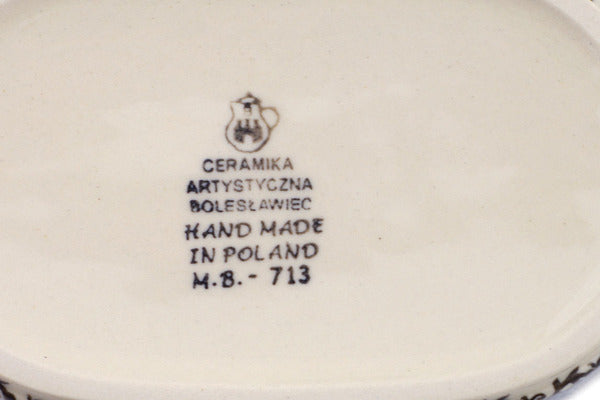 CERAMIKA
ARTYSTYCZNA
BOLESŁAWIEC
HAND MADE
IN POLAND
M.B.- 713